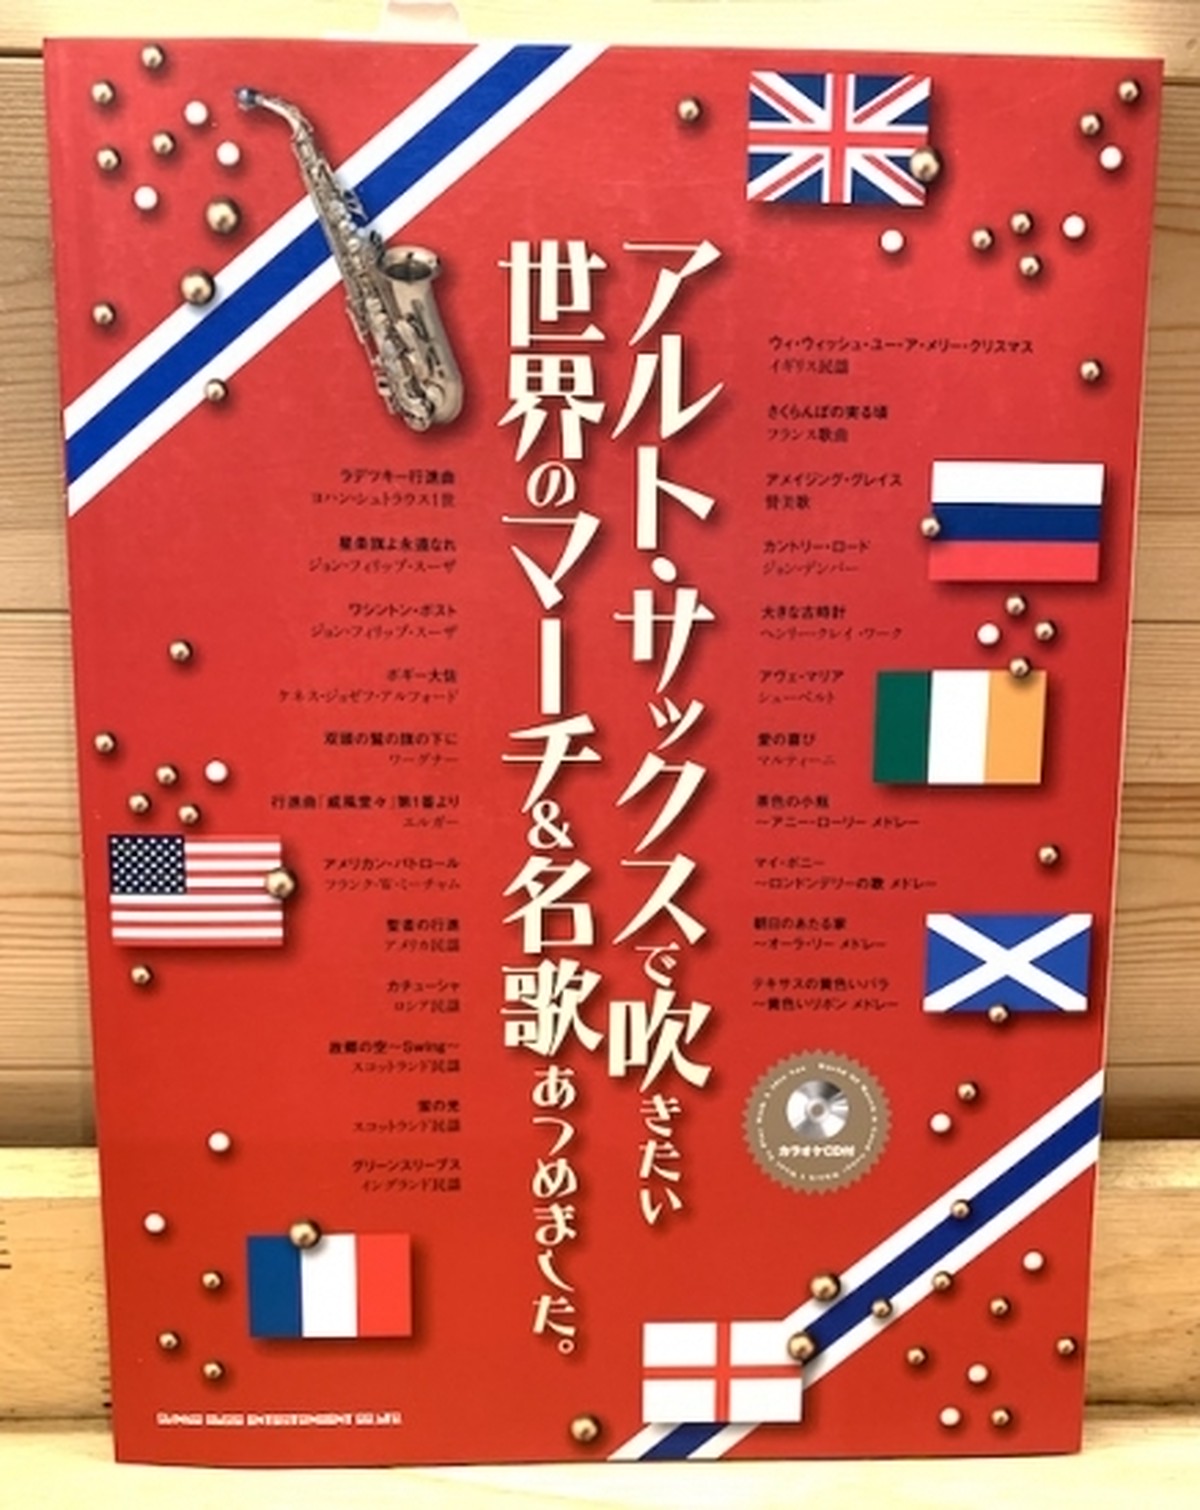 アルト・サックスで吹きたい
世界のマーチ&名歌あつめました。
ラデツキー行進曲
ヨハン・シュトラウス1世
星条旗よ永遠なれ
ジョン・フィリップ・スーザ
ワシントン・ポスト
ジョン・フィリップ・スーザ
ボギー大佐
ケネス・ジョゼフ・アルフォード
双頭の鷲の旗の下に
ワーグナー
行進曲「威風堂々」第1番より
エルガー
アメリカン・パトロール
フランク・W・ミーチャム
聖者の行進
アメリカ民謡
カチューシャ
ロシア民謡
故郷の空～Swing～
スコットランド民謡
蛍の光
スコットランド民謡
グリーンスリーブス
イングランド民謡
ウィ・ウィッシュ・ユー・ア・メリー・クリスマス
イギリス民謡
さくらんぼの実る頃
フランス歌曲
アメイジング・グレイス
賛美歌
カントリー・ロード
ジョン・デンバー
大きな古時計
ヘンリー・クレイ・ワーク
アヴェ・マリア
シューベルト
愛の喜び
マルティーニ
茶色の小瓶
～アニー・ローリー メドレー
マイ・ボニー
～ロンドンデリーの歌 メドレー
朝日のあたる家
～オーラ・リー メドレー
テキサスの黄色いバラ
～黄色いリボン メドレー
カラオケCD付